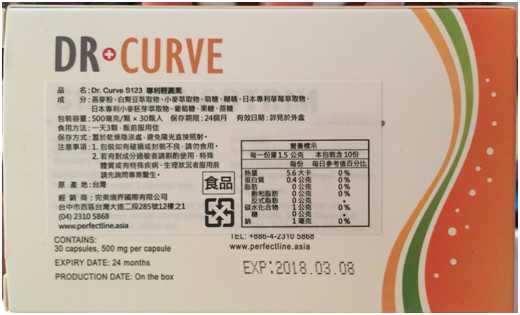 DR CURVE
品 名:Dr. Curve S123 專利輕圓素
成 分:燕麥粉、白腎豆萃取物、小麥萃取物、菊糖、糊精、日本專利草莓萃取物、
日本專利小麥胚芽萃取物、葡萄糖、果糖、蔗糖
包裝容量:500毫克/顆 × 30顆入 保存期限:24個月 有效日期:詳見於外盒
食用方法:一天3顆,飯前服用佳
保存方法:置於乾燥陰涼處,避免陽光直接照射。
注意事項:1. 包裝如有破損或封裝不良,請勿食用。
2. 若有對成分過敏者請斟酌使用,特殊
體質或有特殊疾病、生理狀況者服用前
請先詢問專業醫生。
原 產 地:台灣
經 銷 商:完美境界國際有限公司
台中市西區台灣大道二段285號12樓之1
(04) 2310 5868
www.perfectline.asia
食品
營養標示
每一份量 1.5 公克 本包裝含 10份
每份 每日參考值百分比
熱量 5.6 大卡 0%
蛋白質 0.4 公克 0%
脂肪 0 公克 0%
飽和脂肪 0 公克 0%
反式脂肪 0 公克 *
碳水化合物 1 公克 0%
糖 0 公克 *
鈉 1 毫克 0%
TEL: +886-4-2310 5868
www.perfectline.asia
CONTAINS:
30 capsules, 500 mg per capsule
EXPIRY DATE: 24 months
PRODUCTION DATE: On the box
EXP:2018.03.08